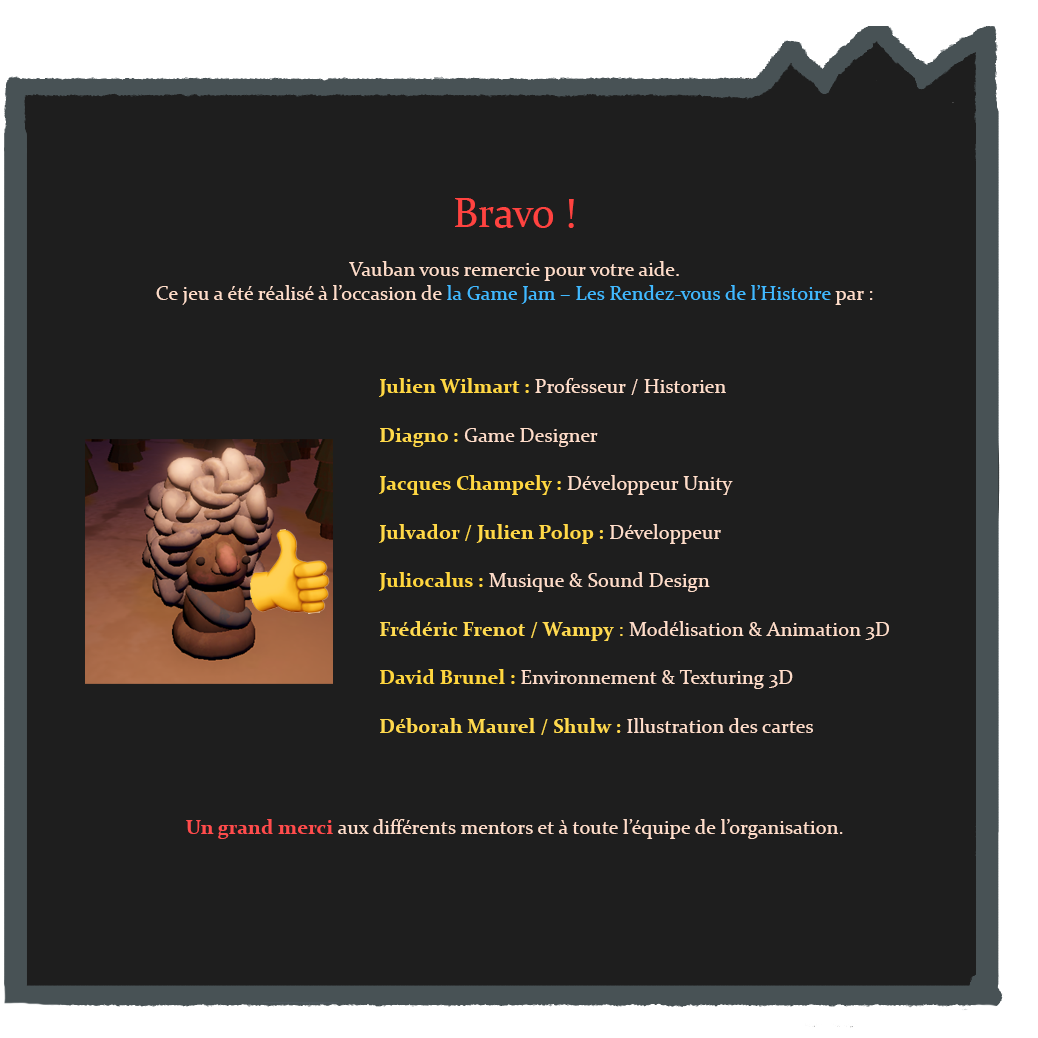 Bravo !
Vauban vous remercie pour votre aide.
Ce jeu a été réalisé à l’occasion de la Game Jam – Les Rendez-vous de l’Histoire par :
Julien Wilmart : Professeur / Historien
Diagno : Game Designer
Jacques Champely : Développeur Unity
Julvador / Julien Polop : Développeur
Juliocalus : Musique & Sound Design
Frédéric Frenot / Wampy : Modélisation & Animation 3D
David Brunel : Environnement & Texturing 3D
Déborah Maurel / Shulw : Illustration des cartes
Un grand merci aux différents mentors et à toute l’équipe de l’organisation.